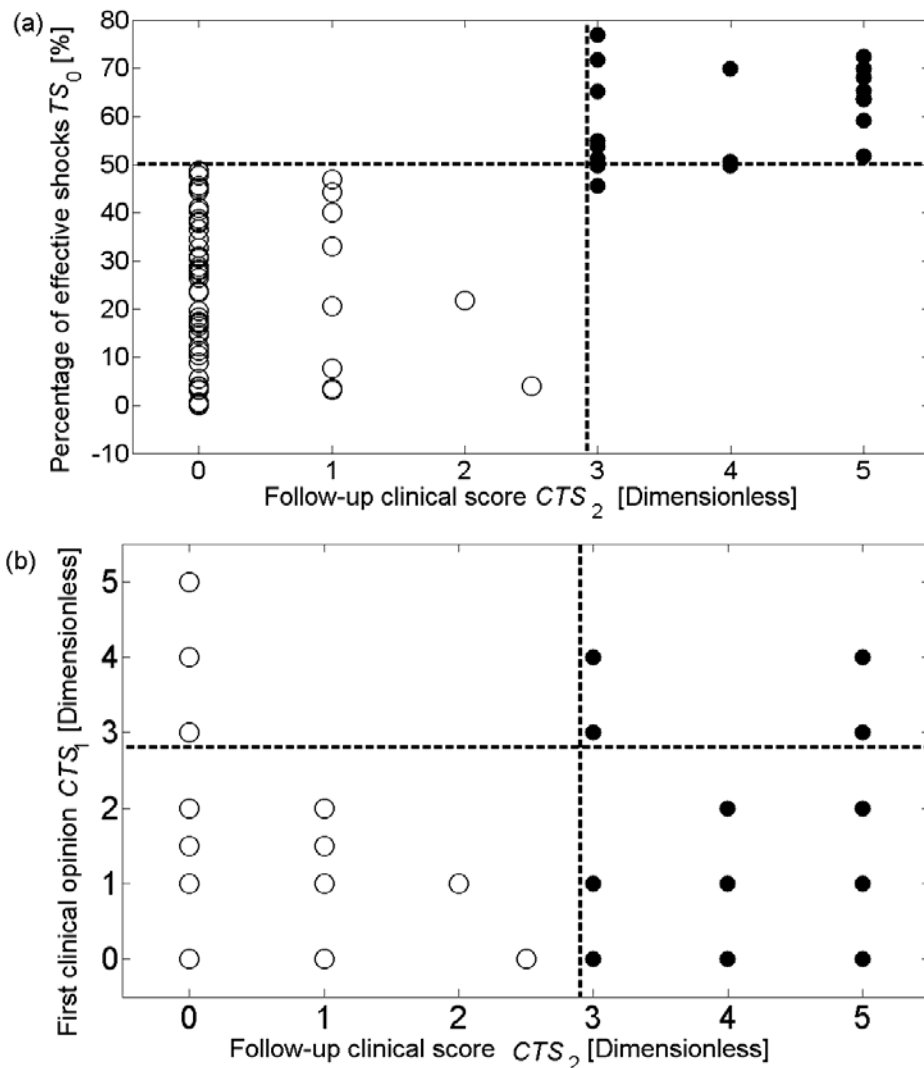 (a)
Percentage of effective shocks TS0 [%]
80
70
60
50
40
30
20
10
0
-10
0 1 2 3 4 5
Follow-up clinical score CTS2 [Dimensionless]
(b)
First clinical opinion CTS1 [Dimensionless]
5
4
3
2
1
0
0 1 2 3 4 5
Follow-up clinical score CTS2 [Dimensionless]